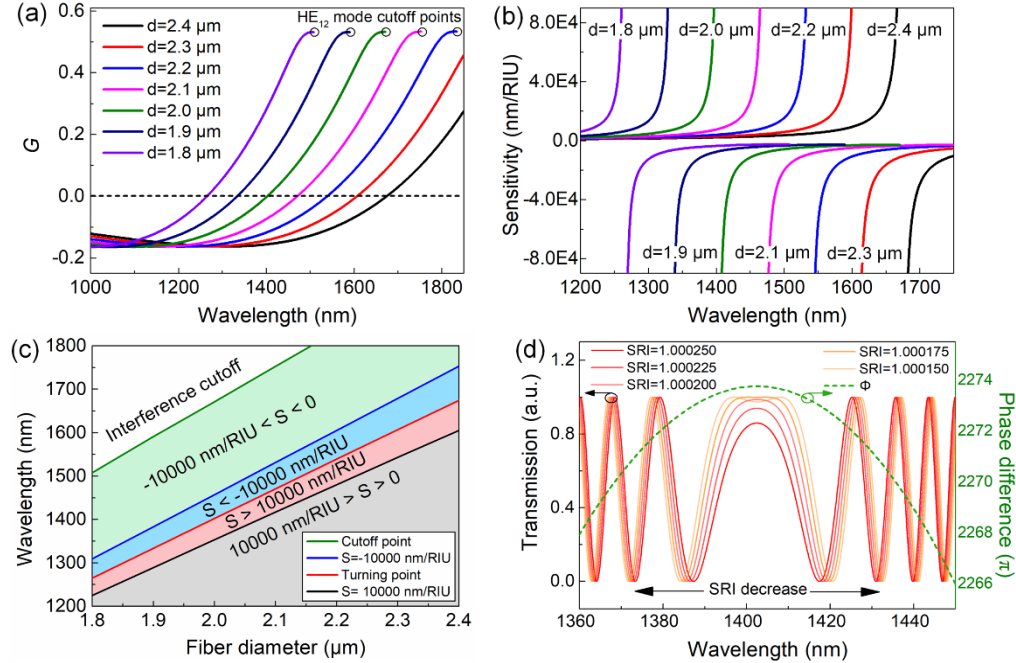 (a)
HE12 mode cutoff points
d=2.4 μm
d=2.3 μm
d=2.2 μm
d=2.1 μm
d=2.0 μm
d=1.9 μm
d=1.8 μm
0.6
0.4
0.2
0.0
-0.2
G
1000 1200 1400 1600 1800
Wavelength (nm)
(b)
d=1.8 μm d=2.0 μm d=2.2 μm d=2.4 μm
8.0E4
4.0E4
0.0
-4.0E4
-8.0E4
Sensitivity (nm/RIU)
d=1.9 μm d=2.1 μm d=2.3 μm
1200 1300 1400 1500 1600 1700
Wavelength (nm)
(c)
1800
1700
1600
1500
1400
1300
1200
Wavelength (nm)
Interference cutoff
-10000 nm/RIU < S < 0
S < -10000 nm/RIU
S > 10000 nm/RIU
10000 nm/RIU > S > 0
Cutoff point
S=-10000 nm/RIU
Turning point
S= 10000 nm/RIU
1.8 1.9 2.0 2.1 2.2 2.3 2.4
Fiber diameter (μm)
(d)
SRI=1.000250
SRI=1.000225
SRI=1.000200
SRI=1.000175
SRI=1.000150
Φ
1.2
0.8
0.4
0.0
Transmission (a.u.)
2274
2272
2270
2268
2266
Phase difference (π)
SRI decrease
1360 1380 1400 1420 1440
Wavelength (nm)